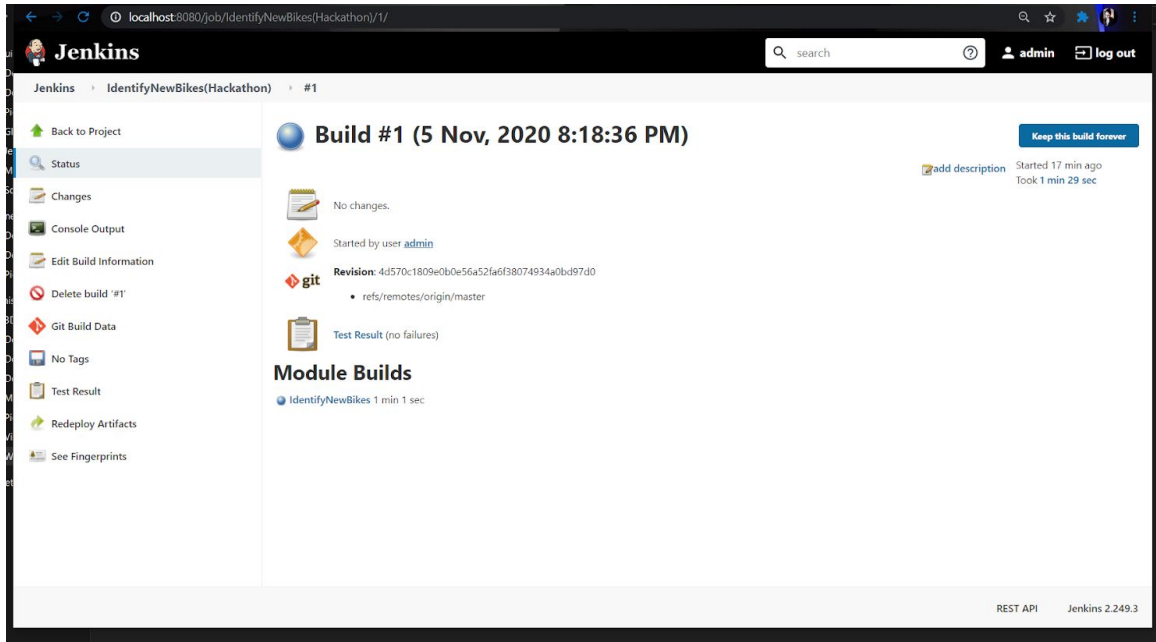 localhost:8080/job/IdentifyNewBikes(Hackathon)/1/
Jenkins
search
admin
log out
Jenkins
IdentifyNewBikes(Hackathon)
#1
Back to Project
Status
Changes
Console Output
Edit Build Information
Delete build '#1'
Git Build Data
No Tags
Test Result
Redeploy Artifacts
See Fingerprints
Build #1 (5 Nov, 2020 8:18:36 PM)
Keep this build forever
add description
Started 17 min ago
Took 1 min 29 sec
No changes.
Started by user admin
git
Revision: 4d570c1809e0b0e56a52fa6f38074934a0bd97d0
refs/remotes/origin/master
Test Result (no failures)
Module Builds
IdentifyNewBikes 1 min 1 sec
REST API
Jenkins 2.249.3